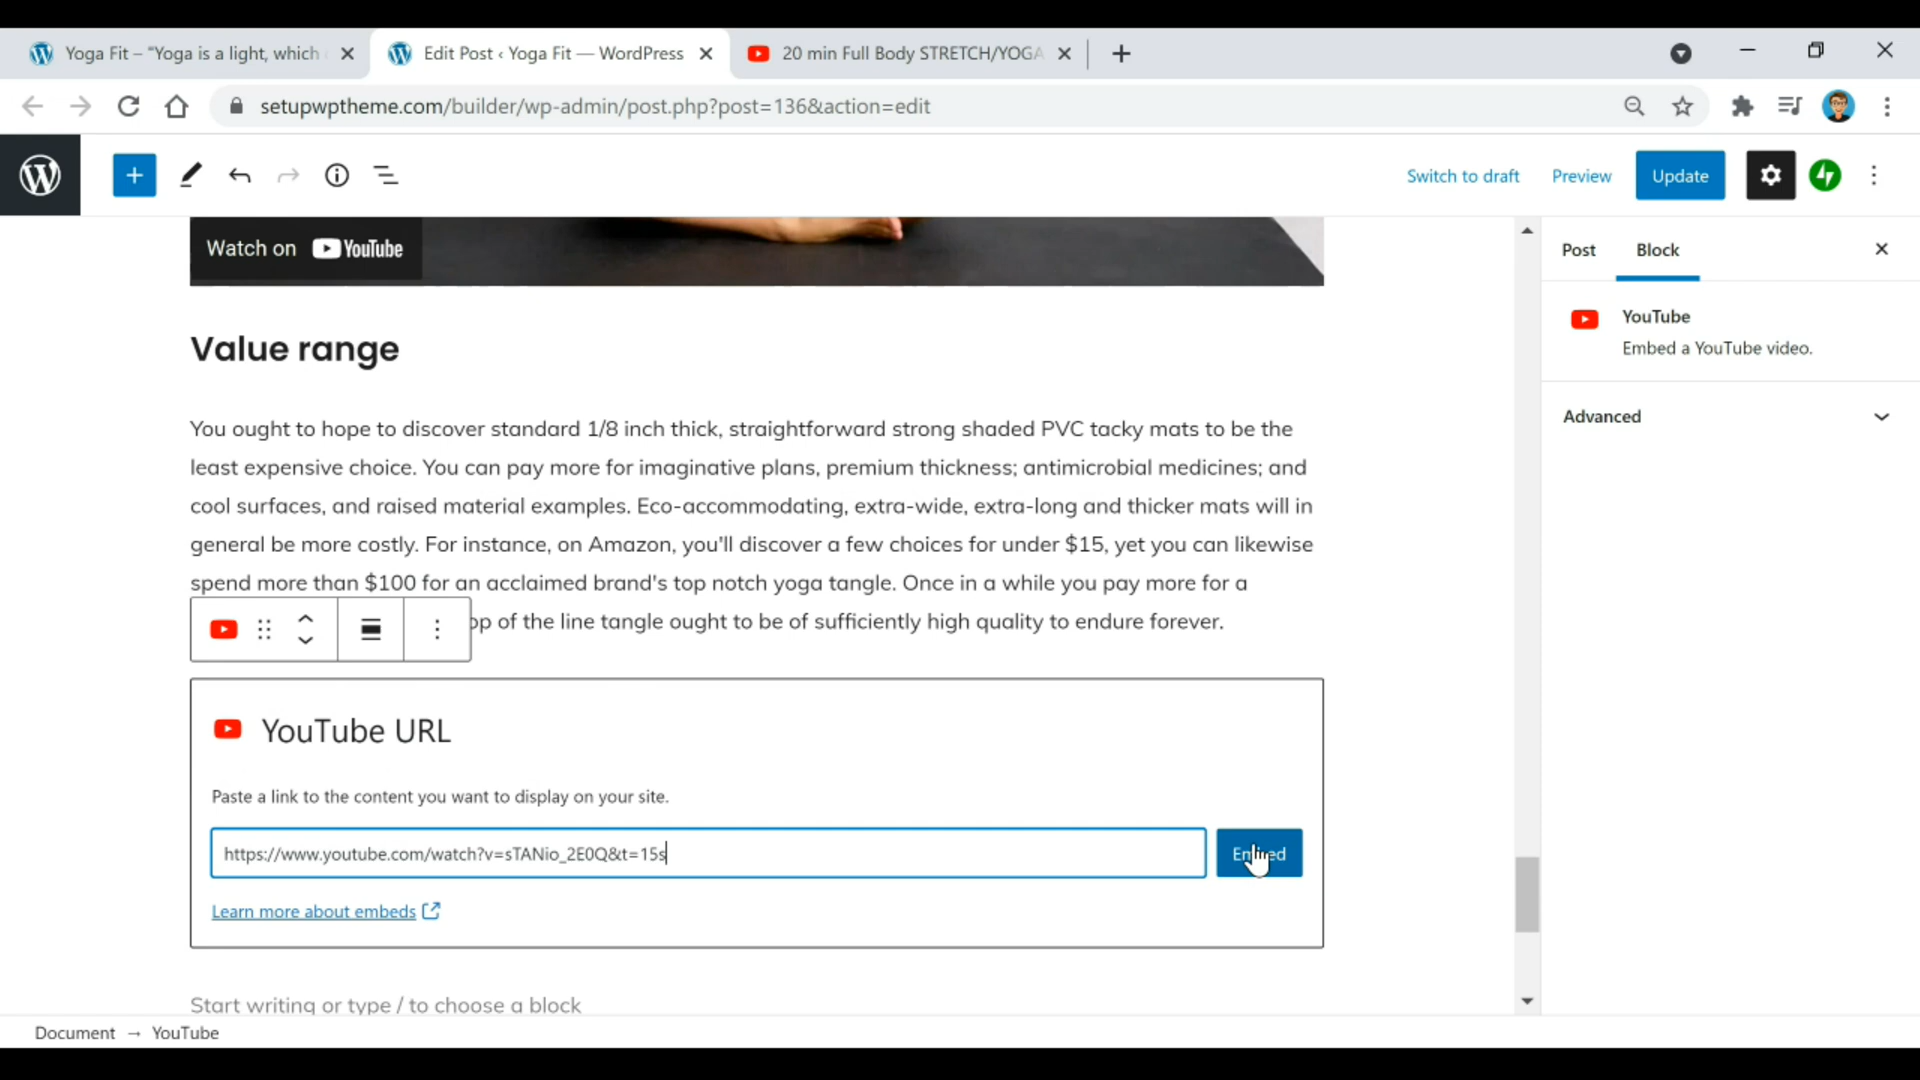 Yoga Fit – "Yoga is a light, which
Edit Post ‹ Yoga Fit — WordPress
20 min Full Body STRETCH/YOGA
setupwptheme.com/builder/wp-admin/post.php?post=136&action=edit
Switch to draft
Preview
Update
Watch on YouTube
Post
Block
YouTube
Embed a YouTube video.
Advanced
Value range
You ought to hope to discover standard 1/8 inch thick, straightforward strong shaded PVC tacky mats to be the
least expensive choice. You can pay more for imaginative plans, premium thickness; antimicrobial medicines; and
cool surfaces, and raised material examples. Eco-accommodating, extra-wide, extra-long and thicker mats will in
general be more costly. For instance, on Amazon, you'll discover a few choices for under $15, yet you can likewise
spend more than $100 for an acclaimed brand's top notch yoga tangle. Once in a while you pay more for a
op of the line tangle ought to be of sufficiently high quality to endure forever.
YouTube URL
Paste a link to the content you want to display on your site.
https://www.youtube.com/watch?v=sTANio_2E0Q&t=15s
Embed
Learn more about embeds
Start writing or type / to choose a block
Document → YouTube